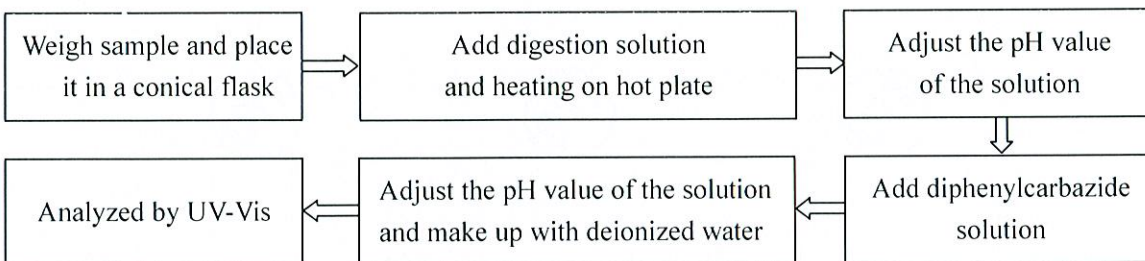 Weigh sample and place
it in a conical flask
Add digestion solution
and heating on hot plate
Adjust the pH value
of the solution
Add diphenylcarbazide
solution
Adjust the pH value of the solution
and make up with deionized water
Analyzed by UV-Vis